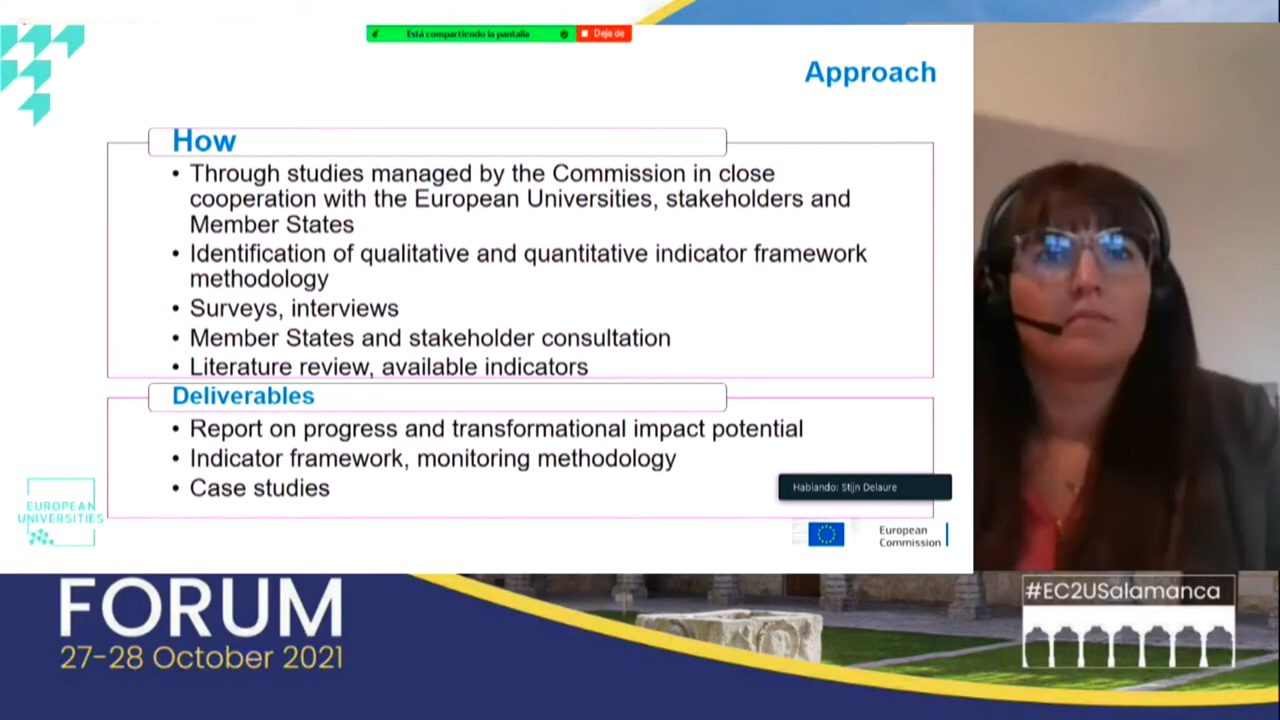 Está compartiendo la pantalla
Deja de
Approach
How
• Through studies managed by the Commission in close
cooperation with the European Universities, stakeholders and
Member States
• Identification of qualitative and quantitative indicator framework
methodology
• Surveys, interviews
• Member States and stakeholder consultation
• Literature review, available indicators
Deliverables
• Report on progress and transformational impact potential
• Indicator framework, monitoring methodology
• Case studies
Hablando: Stijn Delaure
EUROPEAN
UNIVERSITIES
European
Commission
FORUM
27-28 October 2021
#EC2USalamanca